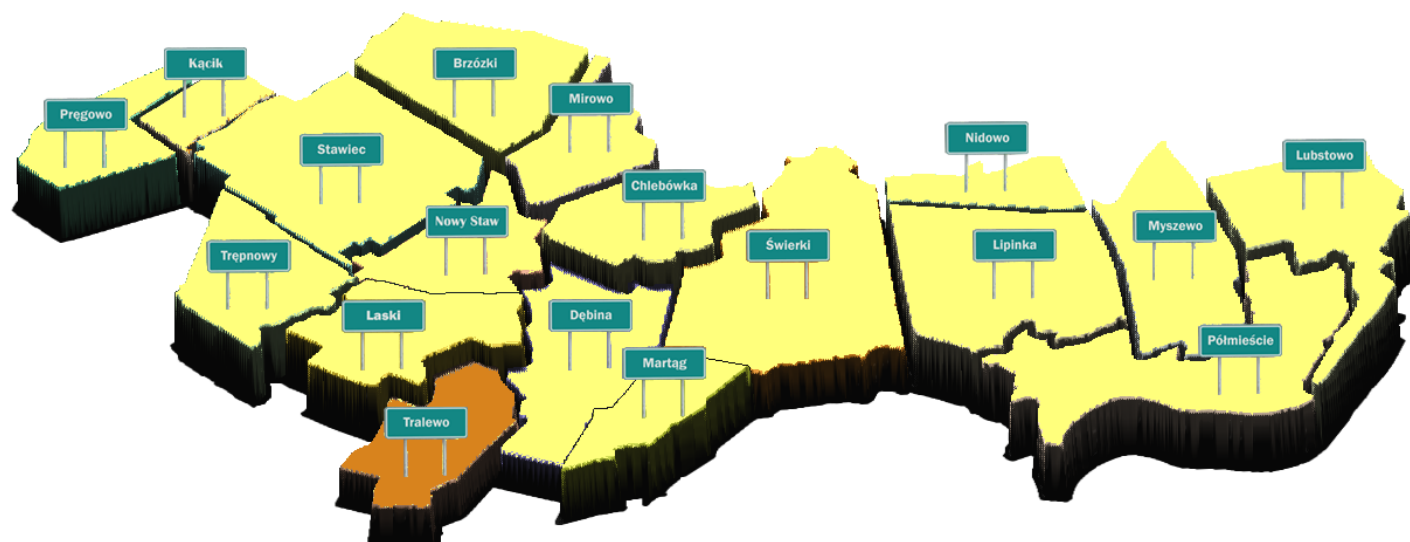 Kącik
Brzózki
Pręgowo
Mirowo
Stawiec
Nidowo
Lubstowo
Chlebówka
Nowy Staw
Trępnowy
Świerki
Lipinka
Myszewo
Laski
Dębina
Półmieście
Martąg
Tralewo